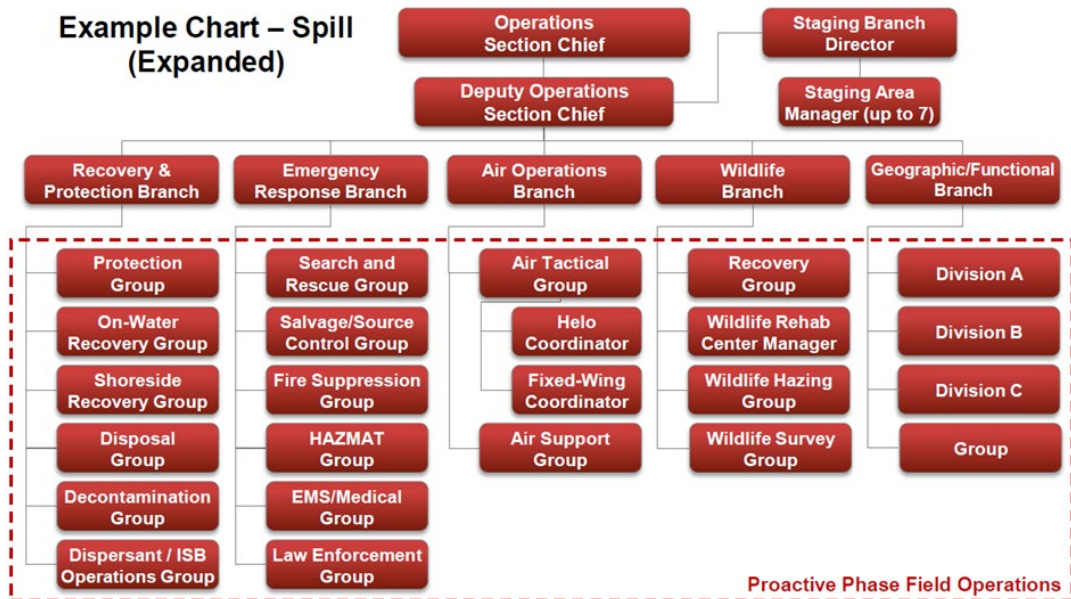 Example Chart – Spill
(Expanded)
Operations
Section Chief
Staging Branch
Director
Deputy Operations
Section Chief
Staging Area
Manager (up to 7)
Recovery &
Protection Branch
Emergency
Response Branch
Air Operations
Branch
Wildlife
Branch
Geographic/Functional
Branch
Protection
Group
On-Water
Recovery Group
Shoreside
Recovery Group
Disposal
Group
Decontamination
Group
Dispersant / ISB
Operations Group
Search and
Rescue Group
Salvage/Source
Control Group
Fire Suppression
Group
HAZMAT
Group
EMS/Medical
Group
Law Enforcement
Group
Air Tactical
Group
Helo
Coordinator
Fixed-Wing
Coordinator
Air Support
Group
Recovery
Group
Wildlife Rehab
Center Manager
Wildlife Hazing
Group
Wildlife Survey
Group
Division A
Division B
Division C
Group
Proactive Phase Field Operations